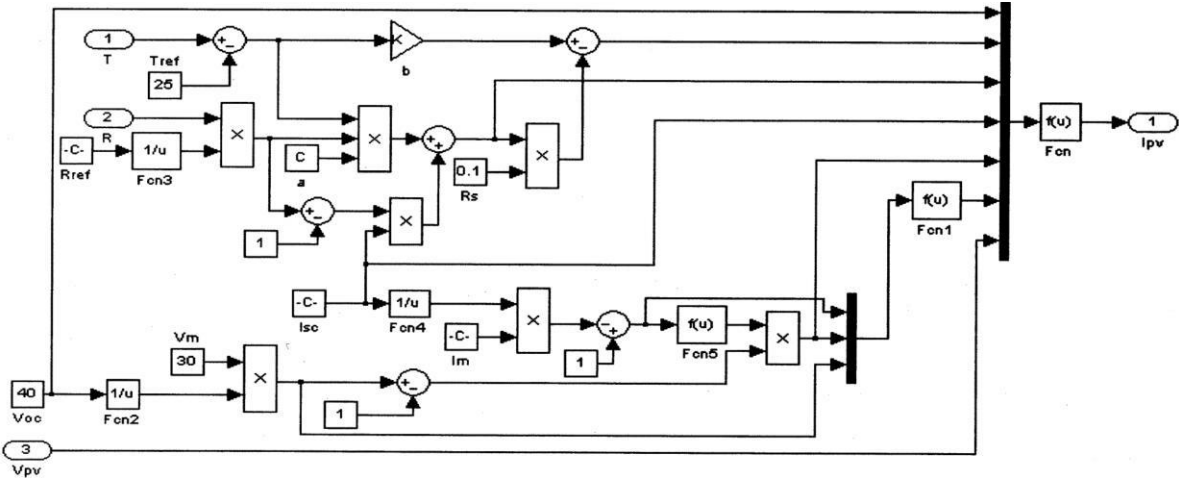 1
T
+
-
Tref
25
K
b
+
-
2
R
-C-
Rref
1/u
Fcn3
×
C
a
×
+
+
0.1
Rs
×
f(u)
Fcn
1
Ipv
+
-
1
×
f(u)
Fcn1
-C-
Isc
1/u
Fcn4
-C-
Im
×
-
+
1
f(u)
Fcn5
×
Vm
30
×
40
Voc
1/u
Fcn2
+
-
1
3
Vpv